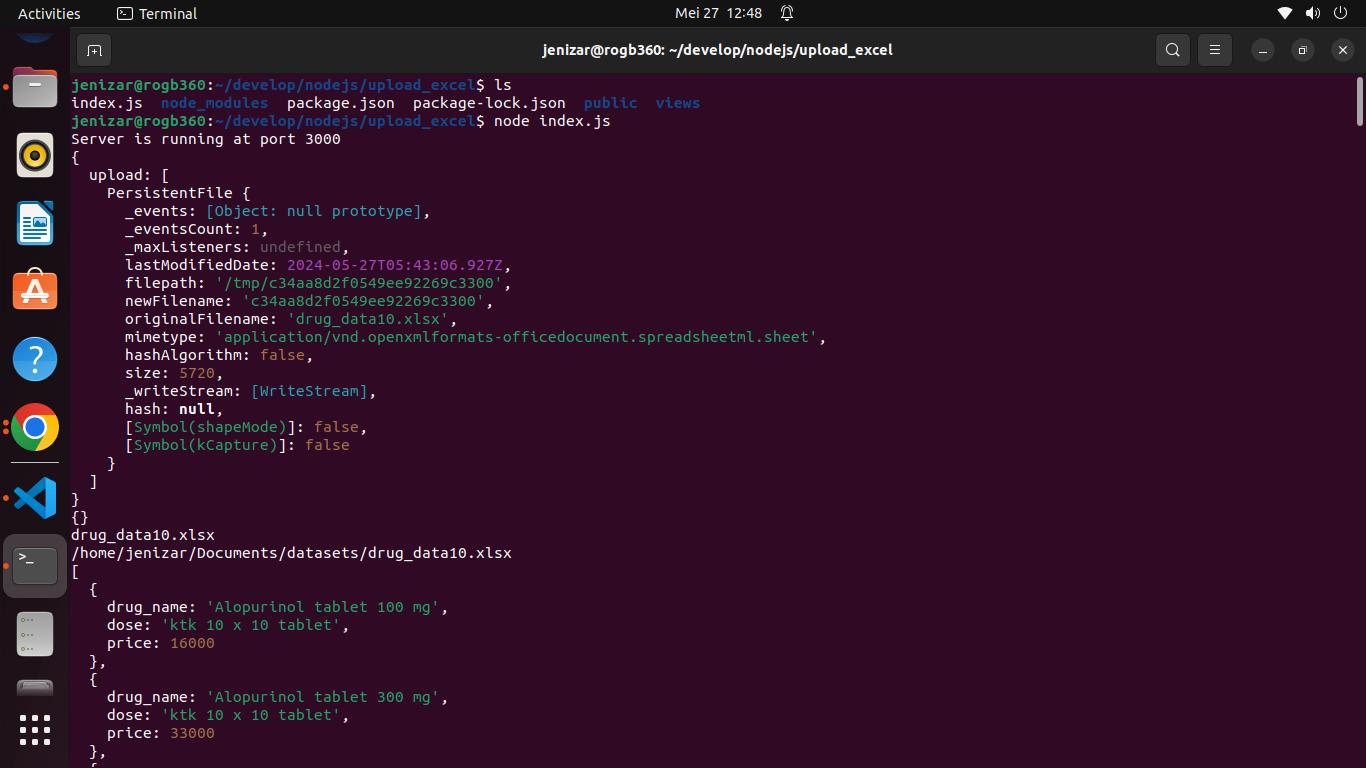 Activities
Terminal
Mei 27 12:48
jenizar@rogb360: ~/develop/nodejs/upload_excel
jenizar@rogb360:~/develop/nodejs/upload_excel$ ls
index.js  node_modules  package.json  package-lock.json  public  views
jenizar@rogb360:~/develop/nodejs/upload_excel$ node index.js
Server is running at port 3000
{
  upload: [
    PersistentFile {
      _events: [Object: null prototype],
      _eventsCount: 1,
      _maxListeners: undefined,
      lastModifiedDate: 2024-05-27T05:43:06.927Z,
      filepath: '/tmp/c34aa8d2f0549ee92269c3300',
      newFilename: 'c34aa8d2f0549ee92269c3300',
      originalFilename: 'drug_data10.xlsx',
      mimetype: 'application/vnd.openxmlformats-officedocument.spreadsheetml.sheet',
      hashAlgorithm: false,
      size: 5720,
      _writeStream: [WriteStream],
      hash: null,
      [Symbol(shapeMode)]: false,
      [Symbol(kCapture)]: false
    }
  ]
}
{}
drug_data10.xlsx
/home/jenizar/Documents/datasets/drug_data10.xlsx
[
  {
    drug_name: 'Alopurinol tablet 100 mg',
    dose: 'ktk 10 x 10 tablet',
    price: 16000
  },
  {
    drug_name: 'Alopurinol tablet 300 mg',
    dose: 'ktk 10 x 10 tablet',
    price: 33000
  },